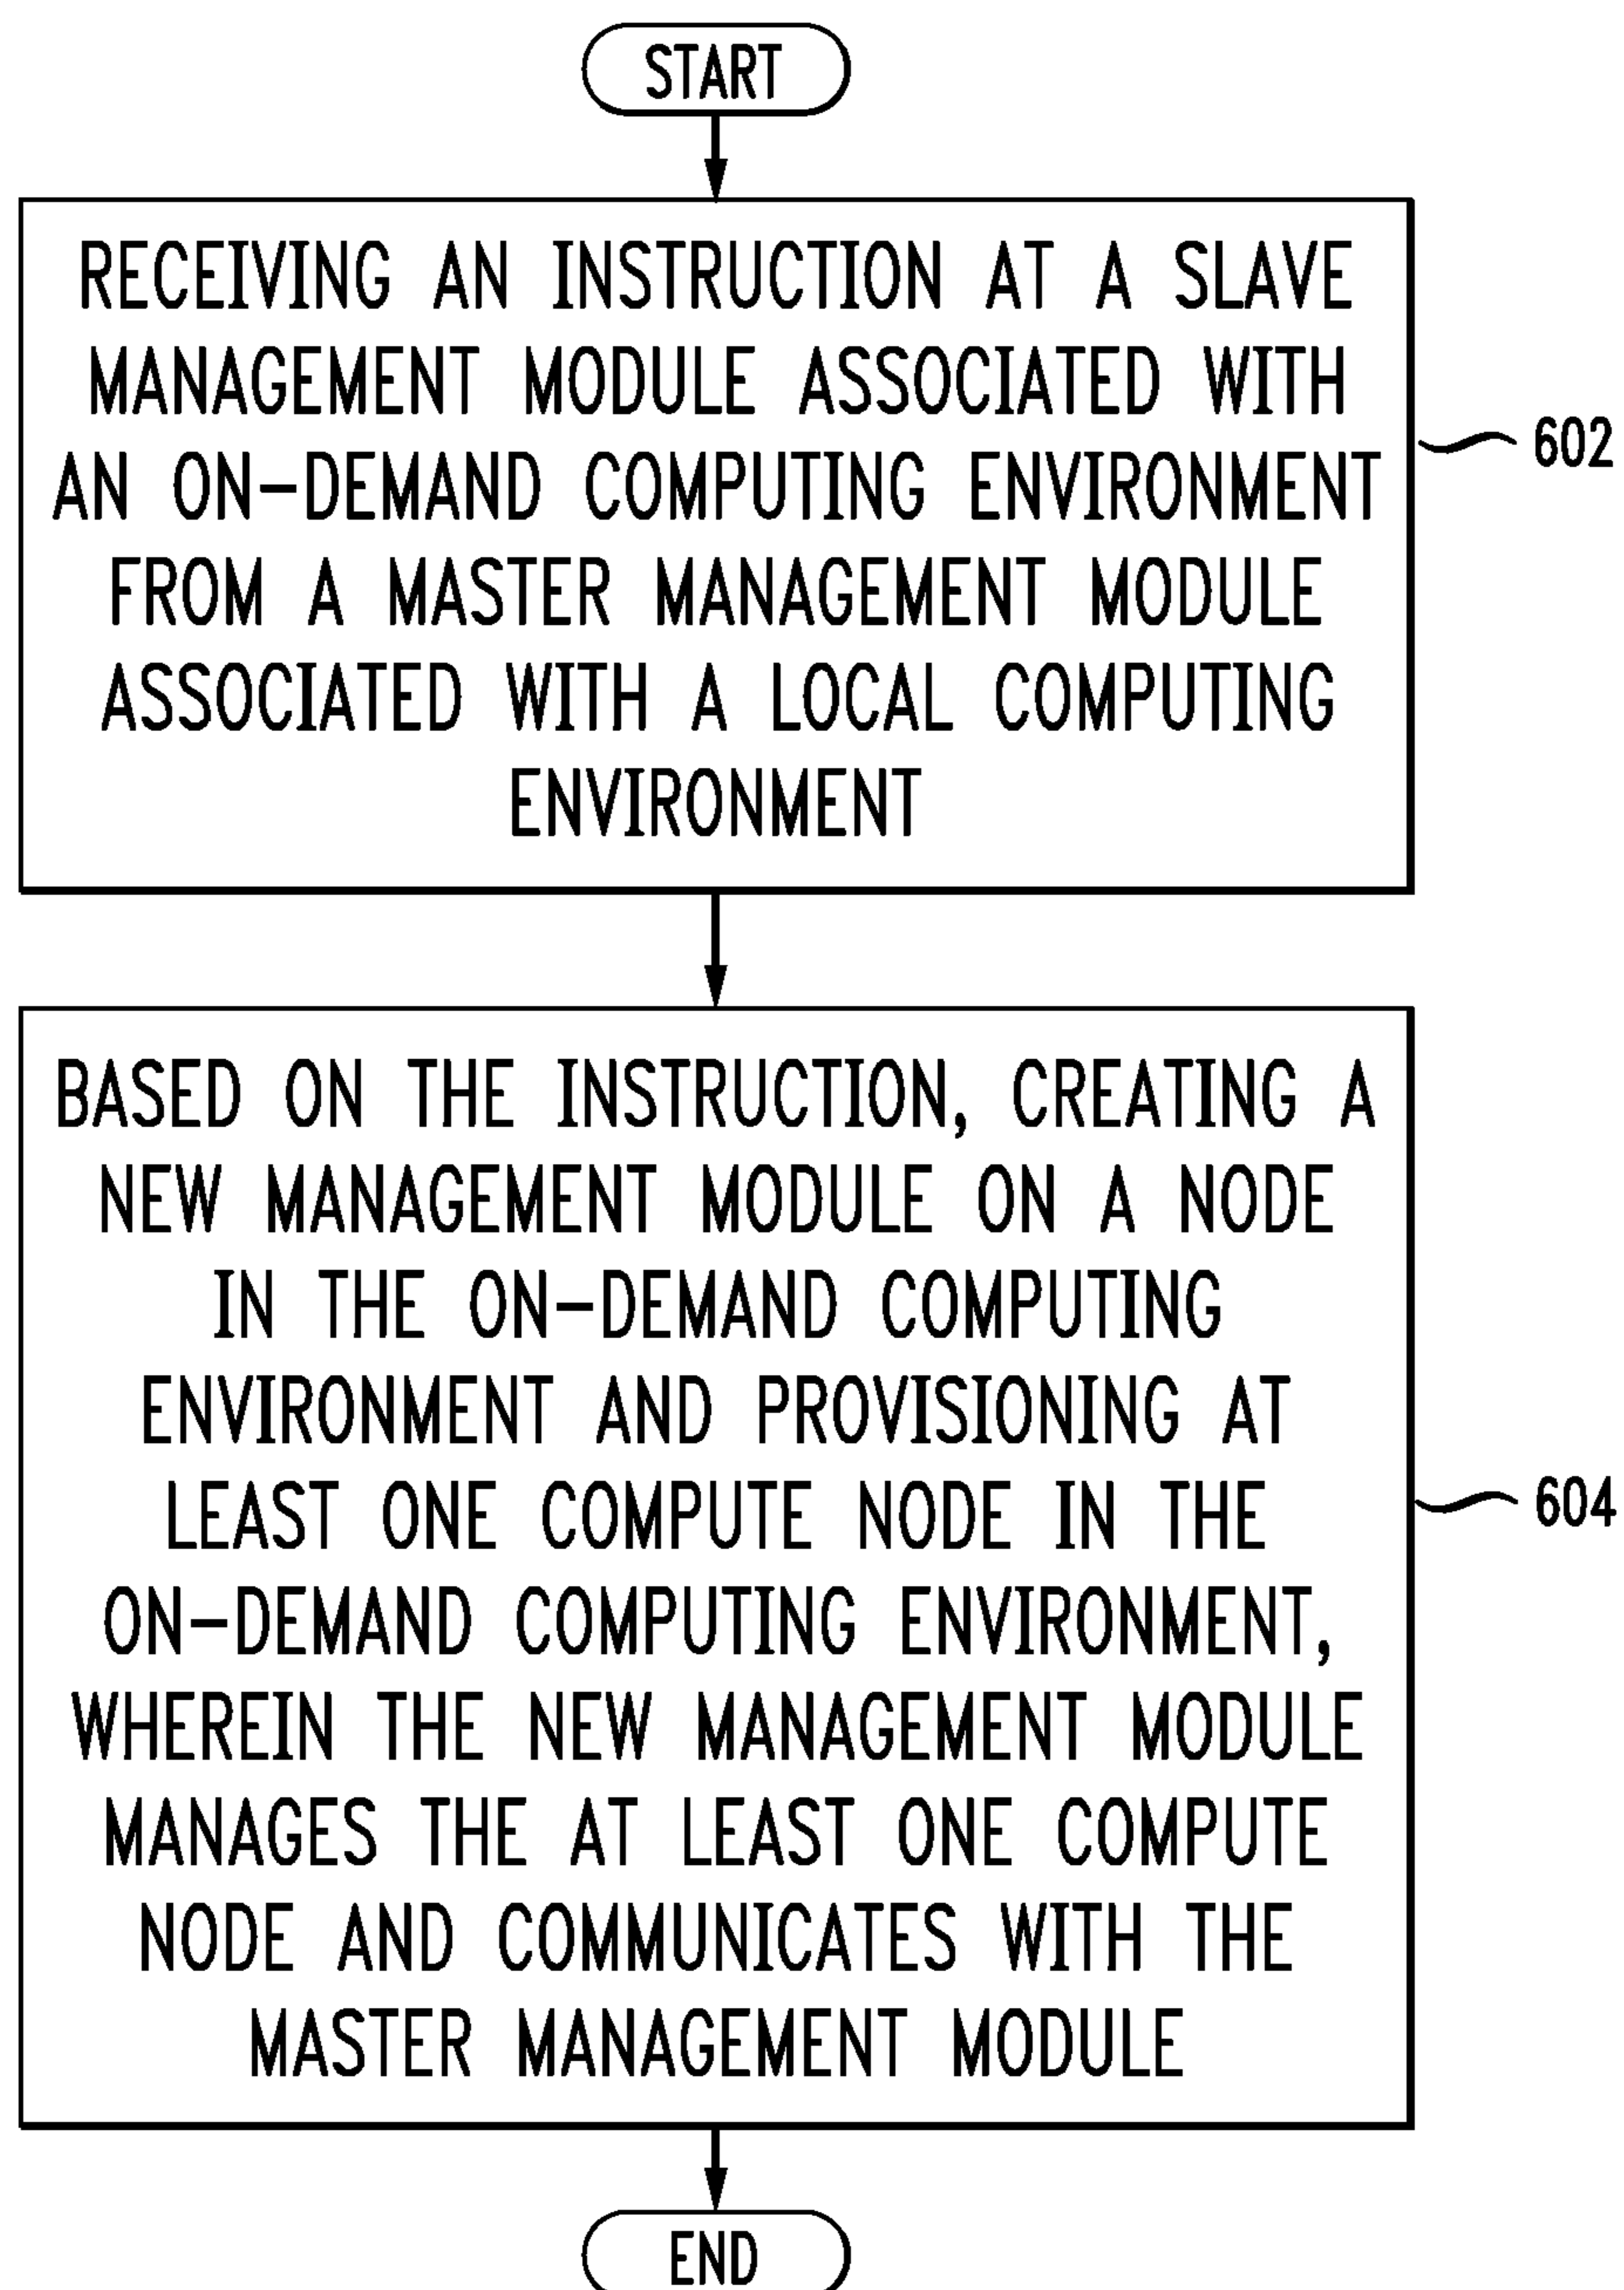 START
RECEIVING AN INSTRUCTION AT A SLAVE
MANAGEMENT MODULE ASSOCIATED WITH
AN ON-DEMAND COMPUTING ENVIRONMENT
FROM A MASTER MANAGEMENT MODULE
ASSOCIATED WITH A LOCAL COMPUTING
ENVIRONMENT
602
BASED ON THE INSTRUCTION, CREATING A
NEW MANAGEMENT MODULE ON A NODE
IN THE ON-DEMAND COMPUTING
ENVIRONMENT AND PROVISIONING AT
LEAST ONE COMPUTE NODE IN THE
ON-DEMAND COMPUTING ENVIRONMENT,
WHEREIN THE NEW MANAGEMENT MODULE
MANAGES THE AT LEAST ONE COMPUTE
NODE AND COMMUNICATES WITH THE
MASTER MANAGEMENT MODULE
604
END